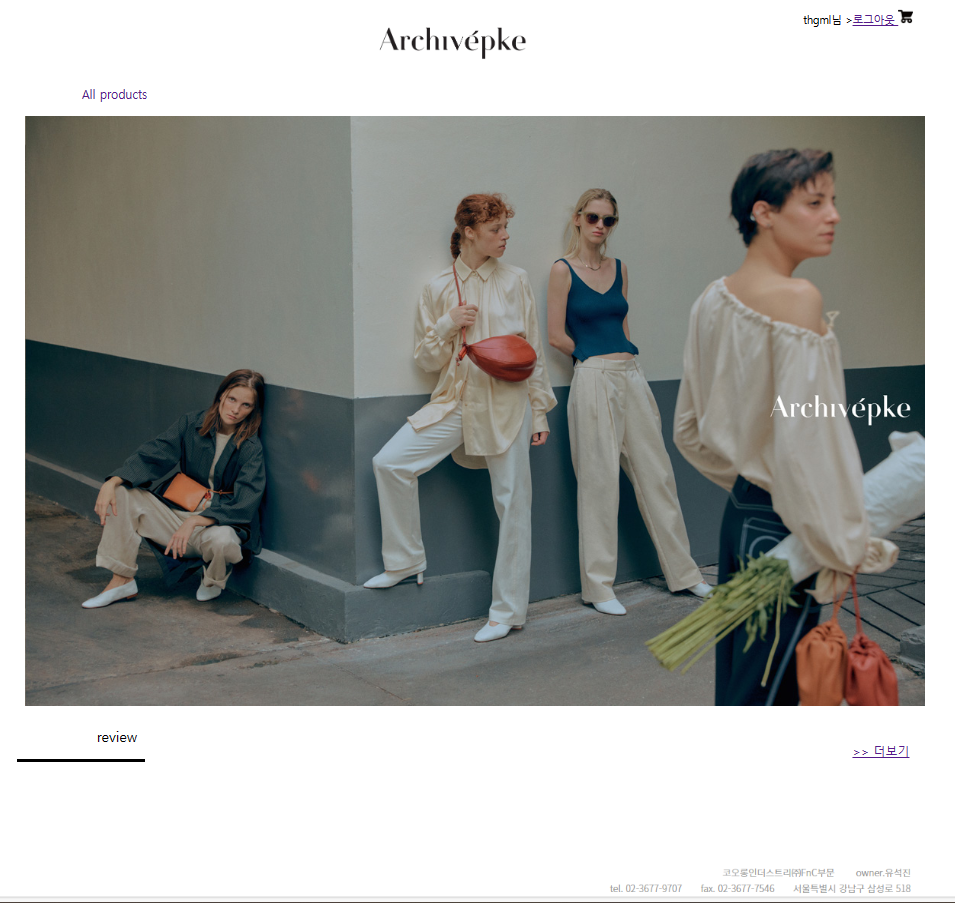 thgml님 >로그아웃
Archivépke
All products
Archivépke
review
>> 더보기
코오롱인더스트리㈜FnC부문 owner.유석진
tel. 02-3677-9707 fax. 02-3677-7546 서울특별시 강남구 삼성로 518